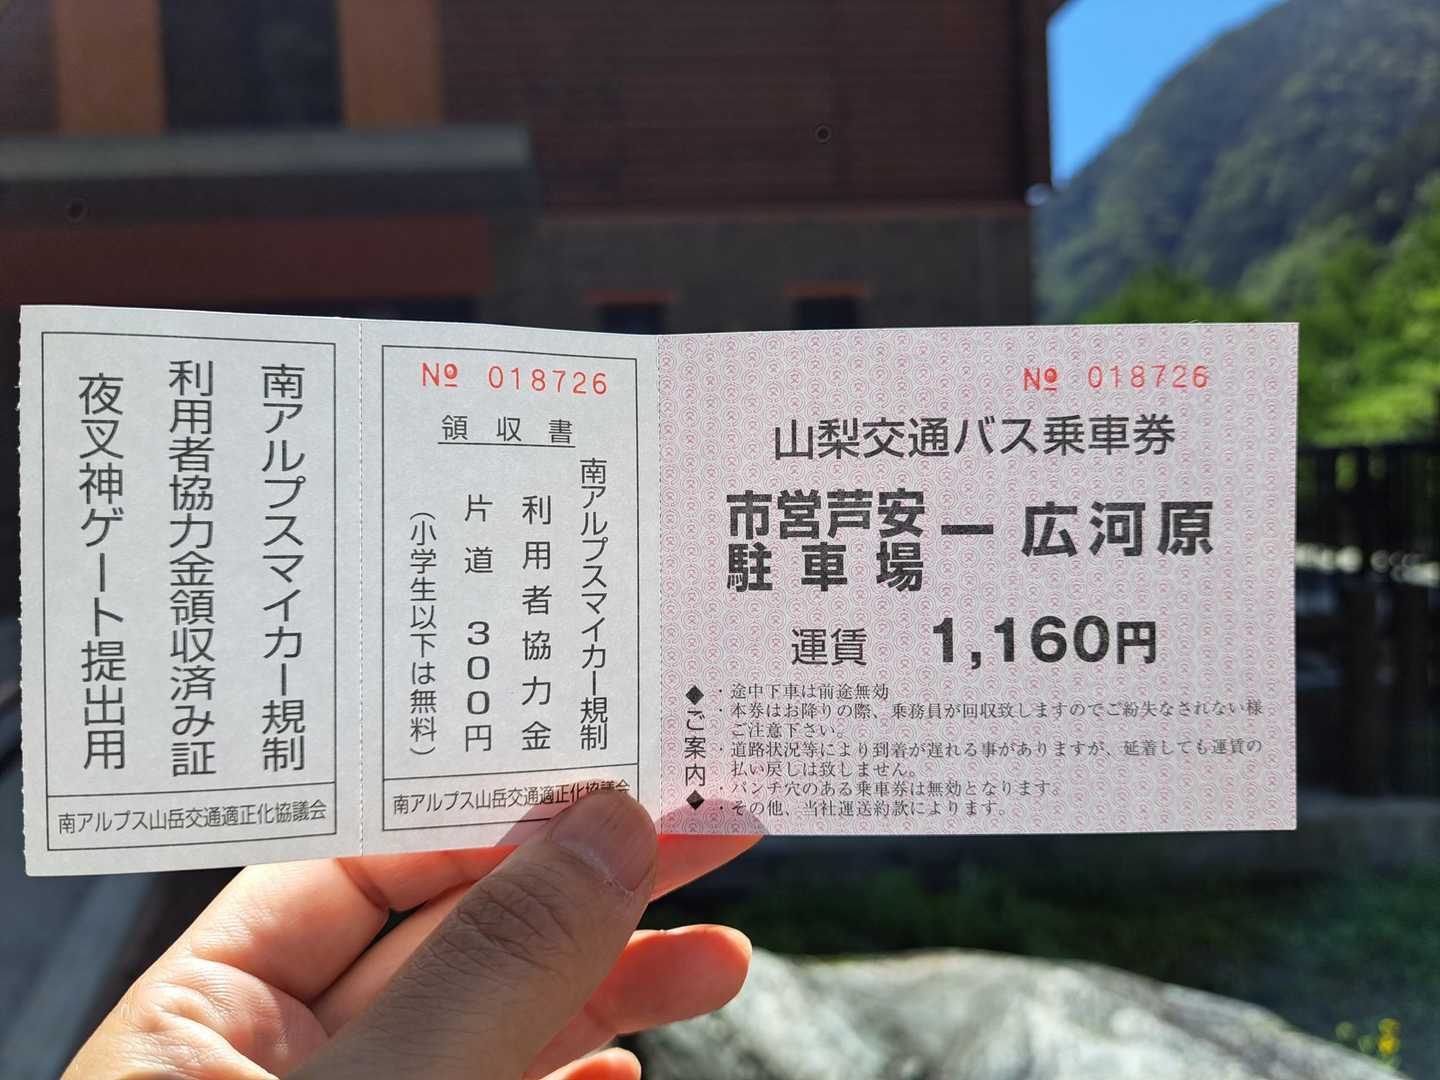 南アルプスマイカー規制
利用者協力金領収済み証
夜叉神ゲート提出用
南アルプス山岳交通適正化協議会
№ 018726
領収書
南アルプスマイカー規制
利用者協力金
片道 300円
(小学生以下は無料)
南アルプス山岳交通適正化協議会
№ 018726
山梨交通バス乗車券
市営芦安
駐車場
ー広河原
運賃 1,160円
◆ご案内◆
・途中下車は前途無効
・本券はお降りの際、乗務員が回収致しますのでご紛失なされない様
ご注意下さい。
・道路状況等により到着が遅れる事がありますが、延着しても運賃の
払い戻しは致しません。
・パンチ穴のある乗車券は無効となります。
・その他、当社運送約款によります。